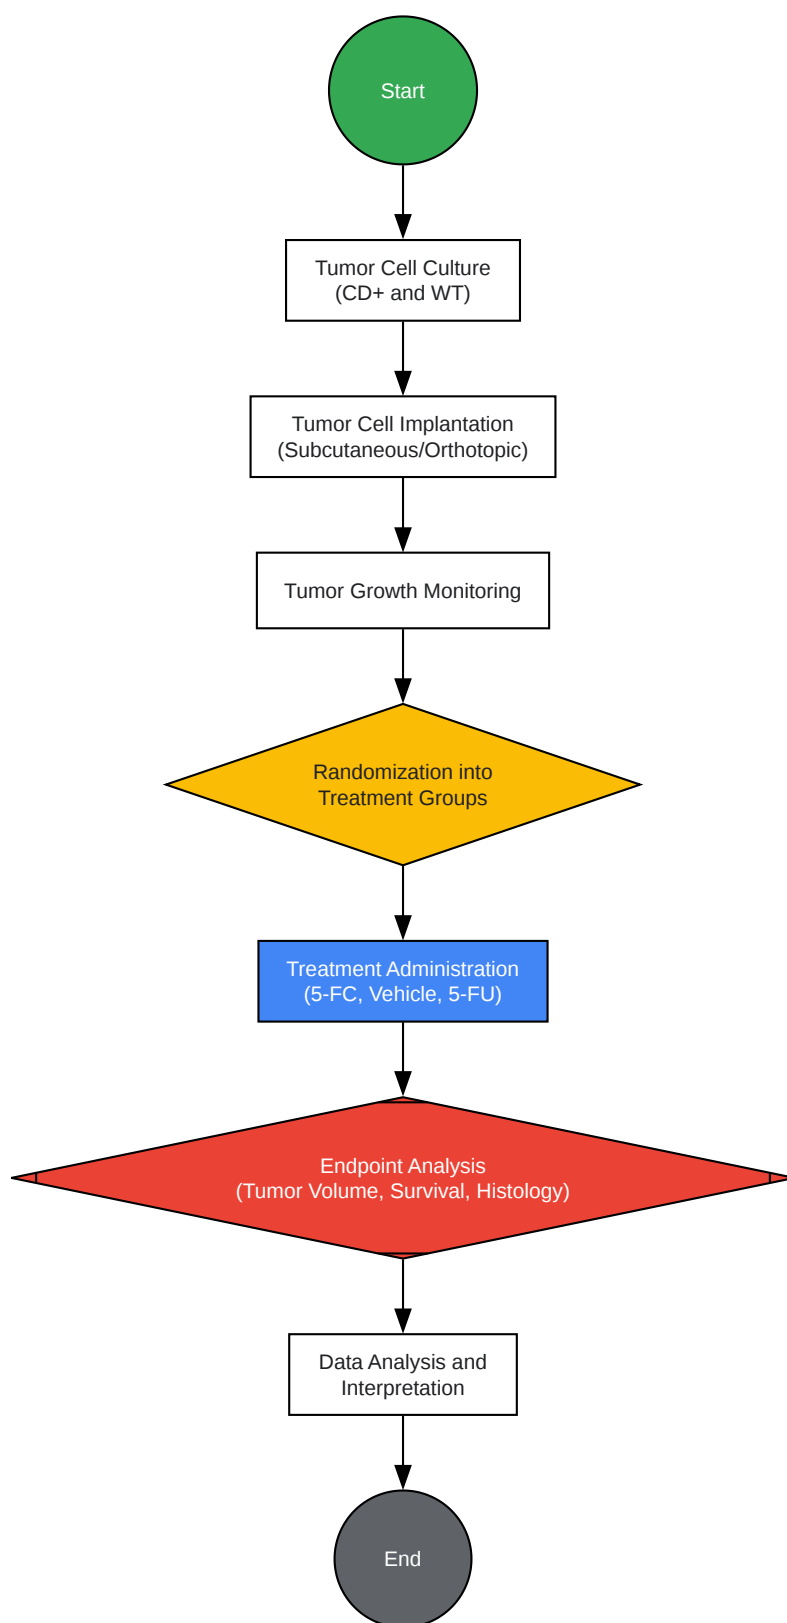 Start
Tumor Cell Culture
(CD+ and WT)
Tumor Cell Implantation
(Subcutaneous/Orthotopic)
Tumor Growth Monitoring
Randomization into
Treatment Groups
Treatment Administration
(5-FC, Vehicle, 5-FU)
Endpoint Analysis
(Tumor Volume, Survival, Histology)
Data Analysis and
Interpretation
End